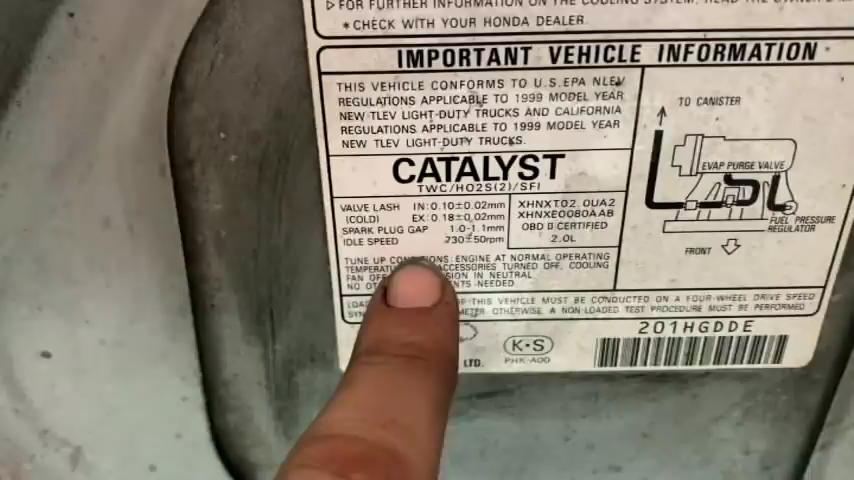 ▷ FOR FURTHER INFORMATION ON THE COOLING SYSTEM, READ THE OWNER'S
* CHECK WITH YOUR HONDA DEALER.
IMPORTANT VEHICLE INFORMATION
THIS VEHICLE CONFORMS TO U.S. EPA NLEV
REGULATIONS APPLICABLE TO 1999 MODEL YEAR
NEW TLEV LIGHT-DUTY TRUCKS AND CALIFORNIA
REGULATIONS APPLICABLE TO 1999 MODEL YEAR
NEW TLEV LIGHT-DUTY TRUCKS.
CATALYST
TWC/HO2S(2)/SFI
VALVE LASH IN: 0.10±0.02mm
(COLD) EX: 0.18±0.02mm
SPARK PLUG GAP 1.0-1.1mm
IDLE SPEED 730±50rpm
XHNXT02.0UA2
XHNXE0080AAB
OBD II CERTIFIED
2.0L
TUNE UP : ENGINE AT NORMAL OPERATING
ACCESSORIES TURNED OFF, COOLING
FAN IN NEUTRAL
NO NEEDED
THIS VEHICLE MUST BE CONDUCTED ON A FOUR-WHEEL DRIVE SPEED
OTHERWISE A NON-LOADED TEST PROCEDURE MUST BE PERFORMED
TO CANISTER
EVAP PURGE VALVE
FUEL PRESSURE
REGULATOR
FRONT
LTD.
K·S
PHK-A00
201HGDDE